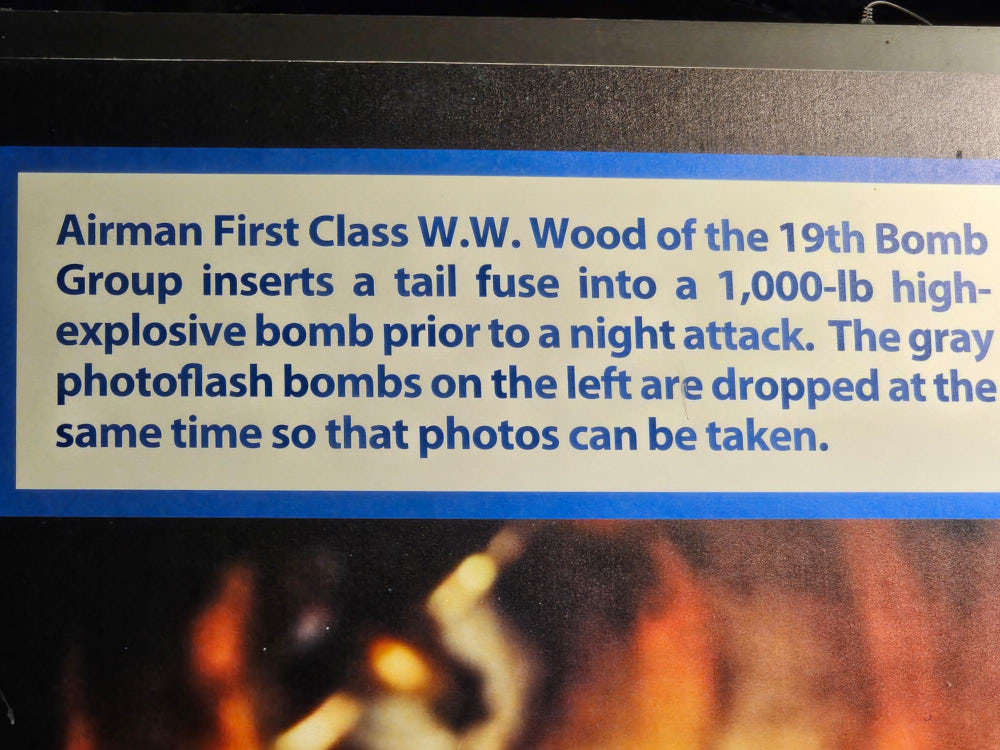 Airman First Class W.W. Wood of the 19th Bomb
Group inserts a tail fuse into a 1,000-lb high-
explosive bomb prior to a night attack. The gray
photoflash bombs on the left are dropped at the
same time so that photos can be taken.